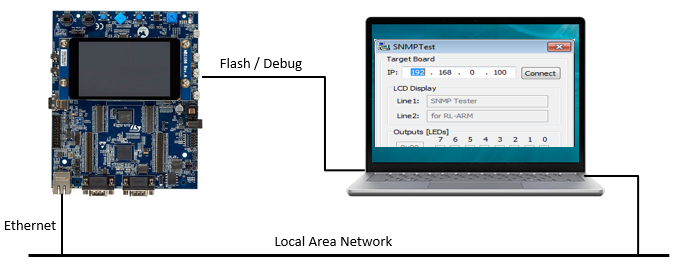 Flash / Debug
SNMPTest
Target Board
IP: 192 . 168 . 0 . 100 Connect
LCD Display
Line1: SNMP Tester
Line2: for RL-ARM
Outputs [LEDs]
7 6 5 4 3 2 1 0
Ethernet
Local Area Network